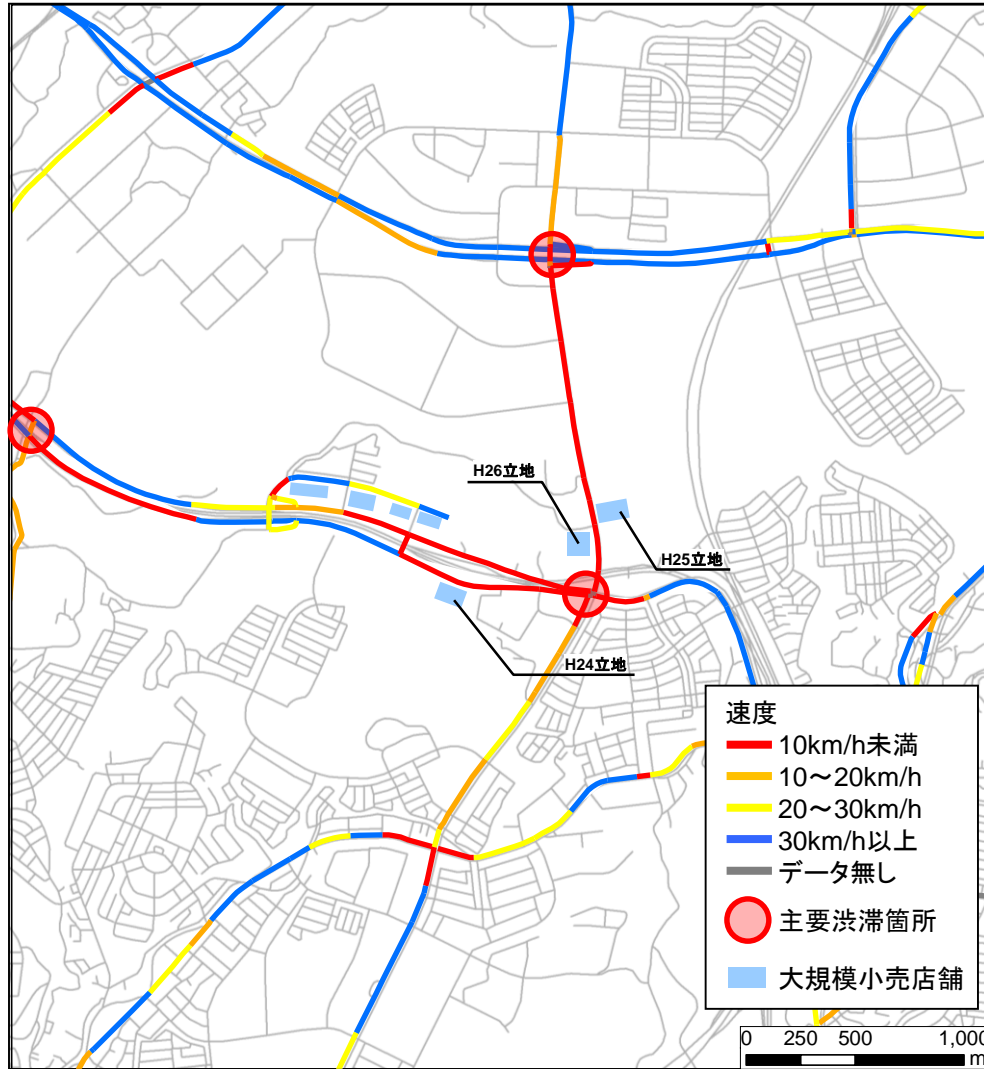 H26立地
H25立地
H24立地
速度
10km/h未満
10～20km/h
20～30km/h
30km/h以上
データ無し
主要渋滞箇所
大規模小売店舗
0 250 500 1,000
m